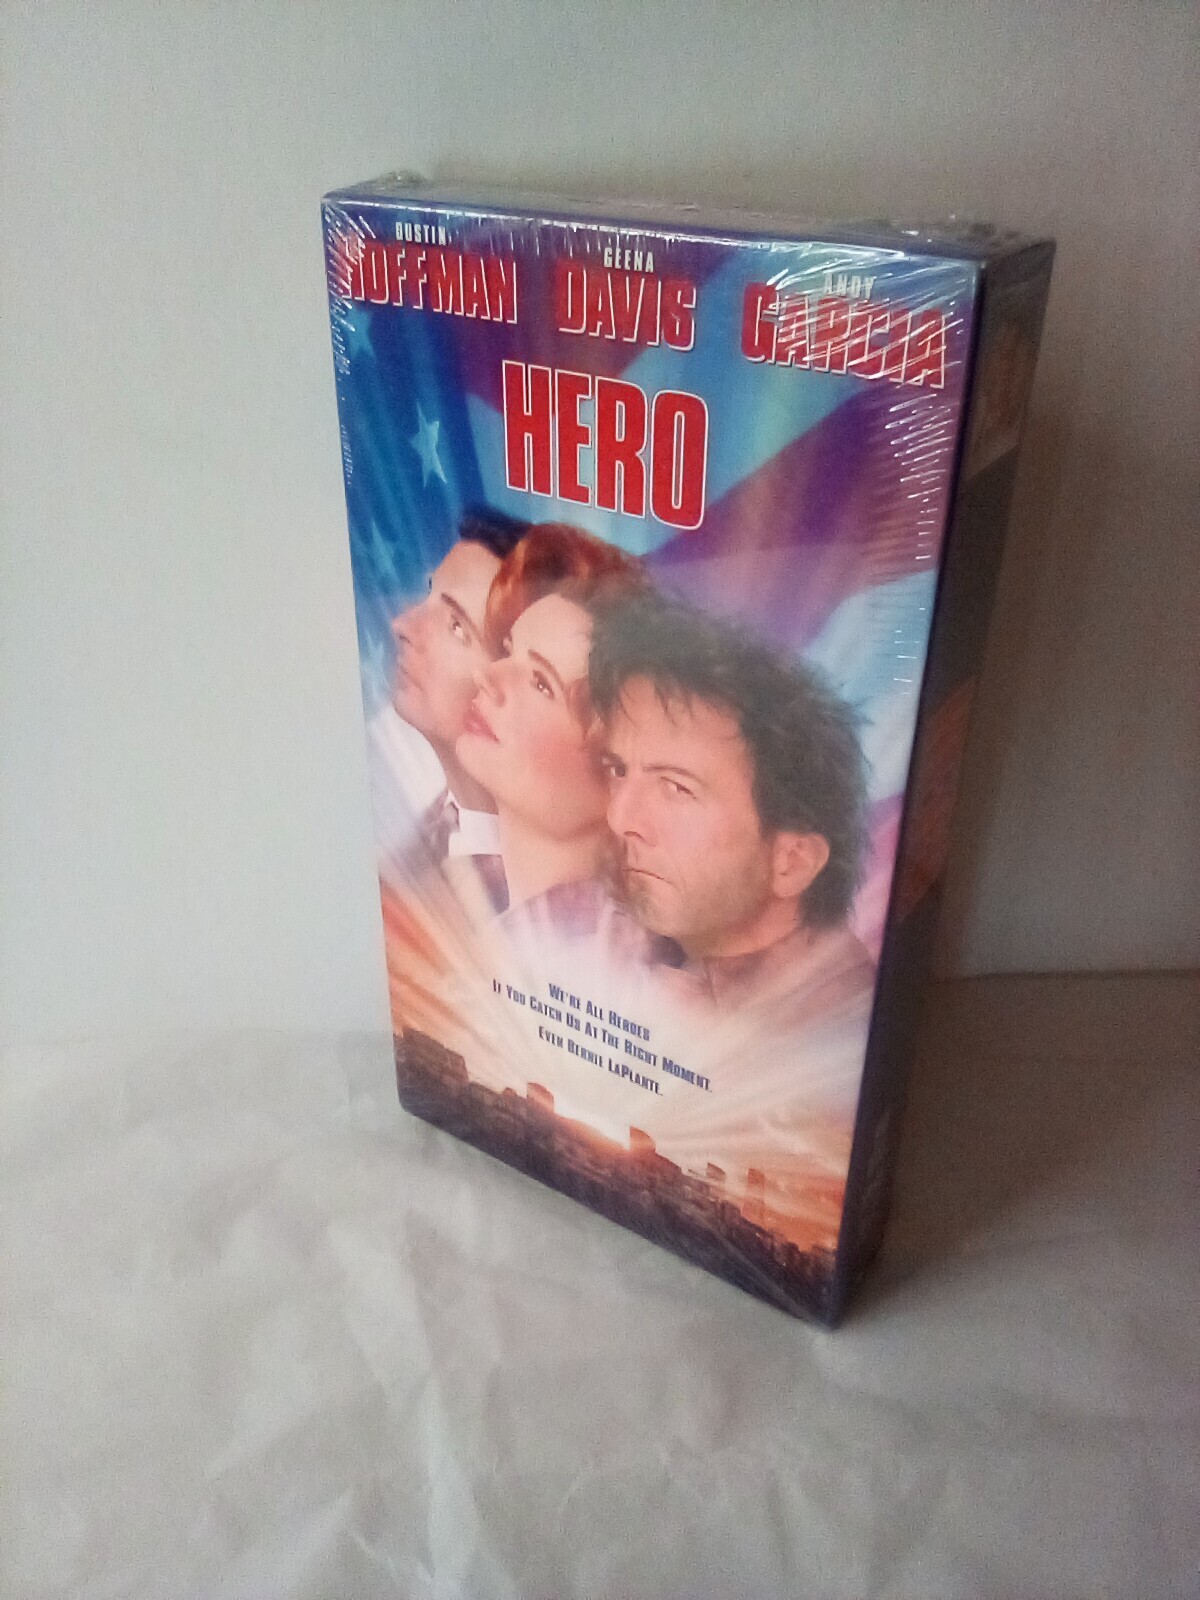 DUSTIN GEENA ANDY
HOFFMAN DAVIS GARCIA
HERO
WE'RE ALL HEROES
IF YOU CATCH US AT THE RIGHT MOMENT.
EVEN BERNIE LAPLANTE.